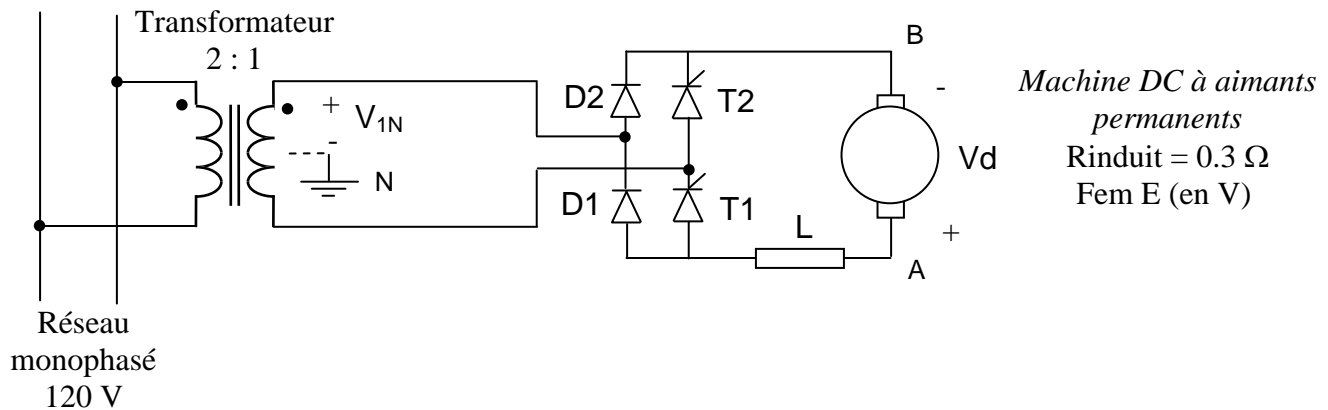 Transformateur
2 : 1
+
V1N
-
N
D2
T2
D1
T1
L
B
-
Vd
+
A
Machine DC à aimants
permanents
Rinduit = 0.3 Ω
Fem E (en V)
Réseau
monophasé
120 V